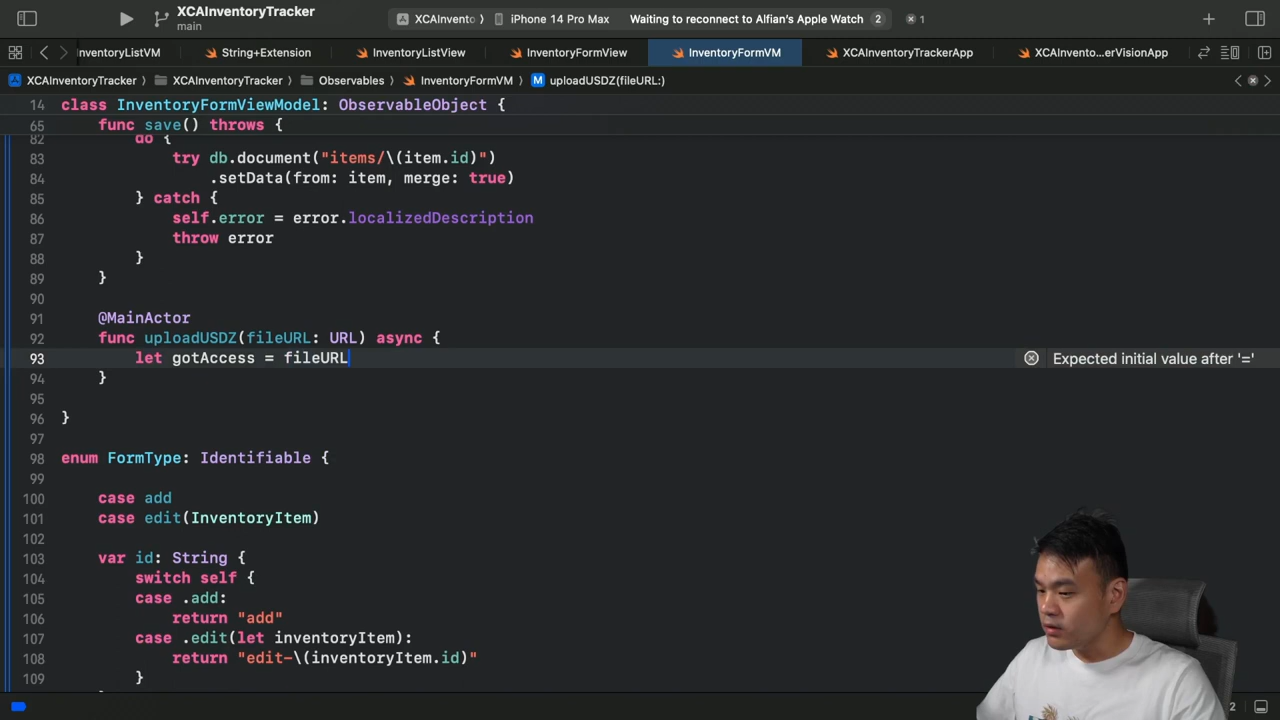 XCAInventoryTracker
main
XCAInvento
iPhone 14 Pro Max
Waiting to reconnect to Alfian's Apple Watch
2
1
nventoryListVM
String+Extension
InventoryListView
InventoryFormView
InventoryFormVM
XCAInventoryTrackerApp
XCAInvento...erVisionApp
XCAInventoryTracker
XCAInventoryTracker
Observables
InventoryFormVM
M
uploadUSDZ(fileURL:)
14 class InventoryFormViewModel: ObservableObject {
65 func save() throws {
82 do {
83 try db.document("items/\(item.id)")
84 .setData(from: item, merge: true)
85 } catch {
86 self.error = error.localizedDescription
87 throw error
88 }
89 }
90
91 @MainActor
92 func uploadUSDZ(fileURL: URL) async {
93 let gotAccess = fileURL
Expected initial value after '='
94 }
95
96 }
97
98 enum FormType: Identifiable {
99
100 case add
101 case edit(InventoryItem)
102
103 var id: String {
104 switch self {
105 case .add:
106 return "add"
107 case .edit(let inventoryItem):
108 return "edit-\(inventoryItem.id)"
109 }
2